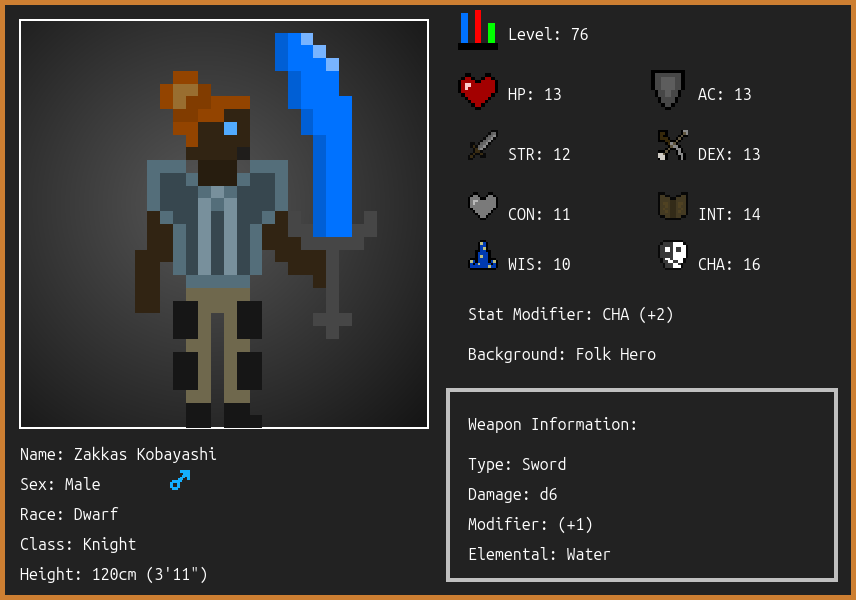 Level: 76
HP: 13 AC: 13
STR: 12 DEX: 13
CON: 11 INT: 14
WIS: 10 CHA: 16
Stat Modifier: CHA (+2)
Background: Folk Hero
Weapon Information:
Type: Sword
Damage: d6
Modifier: (+1)
Elemental: Water
Name: Zakkas Kobayashi
Sex: Male
Race: Dwarf
Class: Knight
Height: 120cm (3'11")